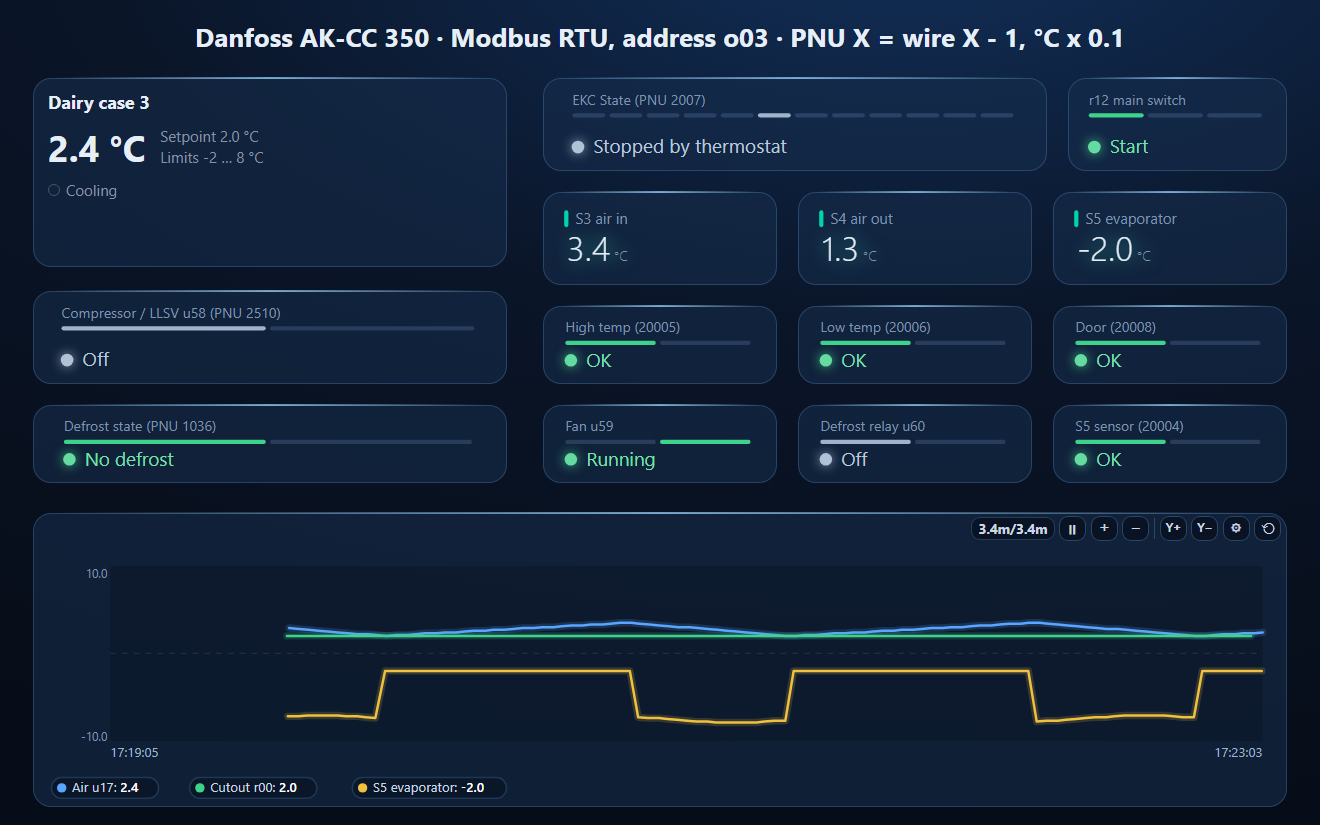 Danfoss AK-CC 350 · Modbus RTU, address o03 · PNU X = wire X - 1, °C x 0.1
Dairy case 3
2.4 °C
Setpoint 2.0 °C
Limits -2 ... 8 °C
Cooling
EKC State (PNU 2007)
Stopped by thermostat
r12 main switch
Start
S3 air in
3.4 °C
S4 air out
1.3 °C
S5 evaporator
-2.0 °C
Compressor / LLSV u58 (PNU 2510)
Off
High temp (20005)
OK
Low temp (20006)
OK
Door (20008)
OK
Defrost state (PNU 1036)
No defrost
Fan u59
Running
Defrost relay u60
Off
S5 sensor (20004)
OK
3.4m/3.4m + − Y+ Y−
10.0
-10.0
17:19:05 17:23:03
Air u17: 2.4 Cutout r00: 2.0 S5 evaporator: -2.0